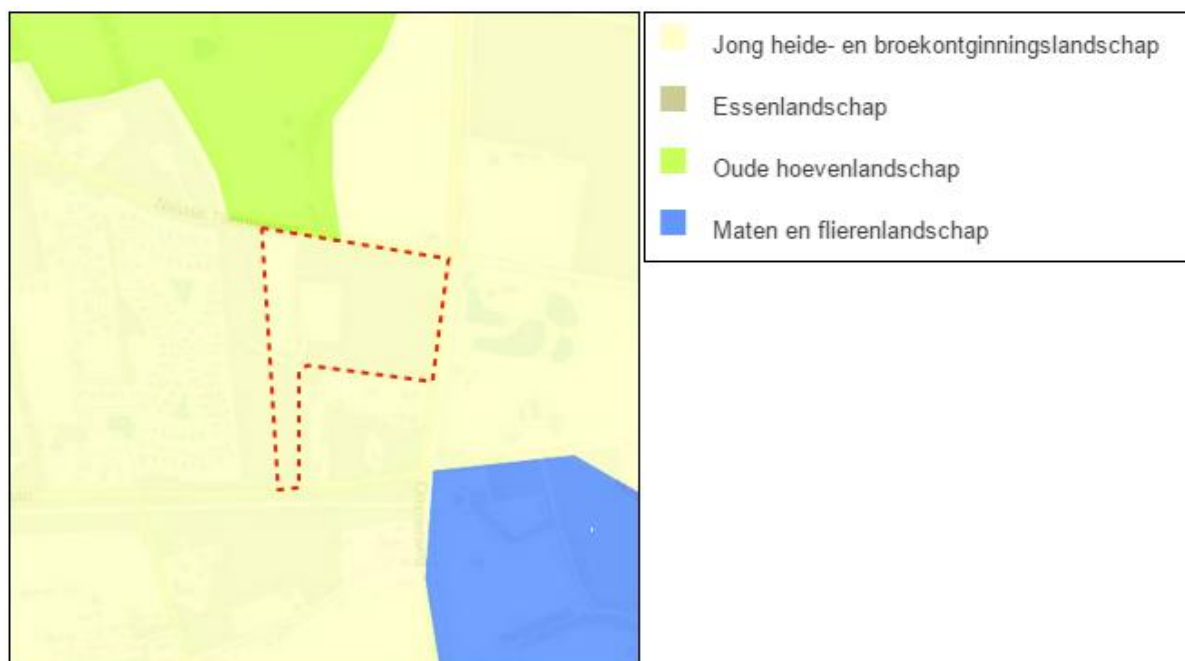 Jong heide- en broekontginningslandschap
Essenlandschap
Oude hoevenlandschap
Maten en flierenlandschap